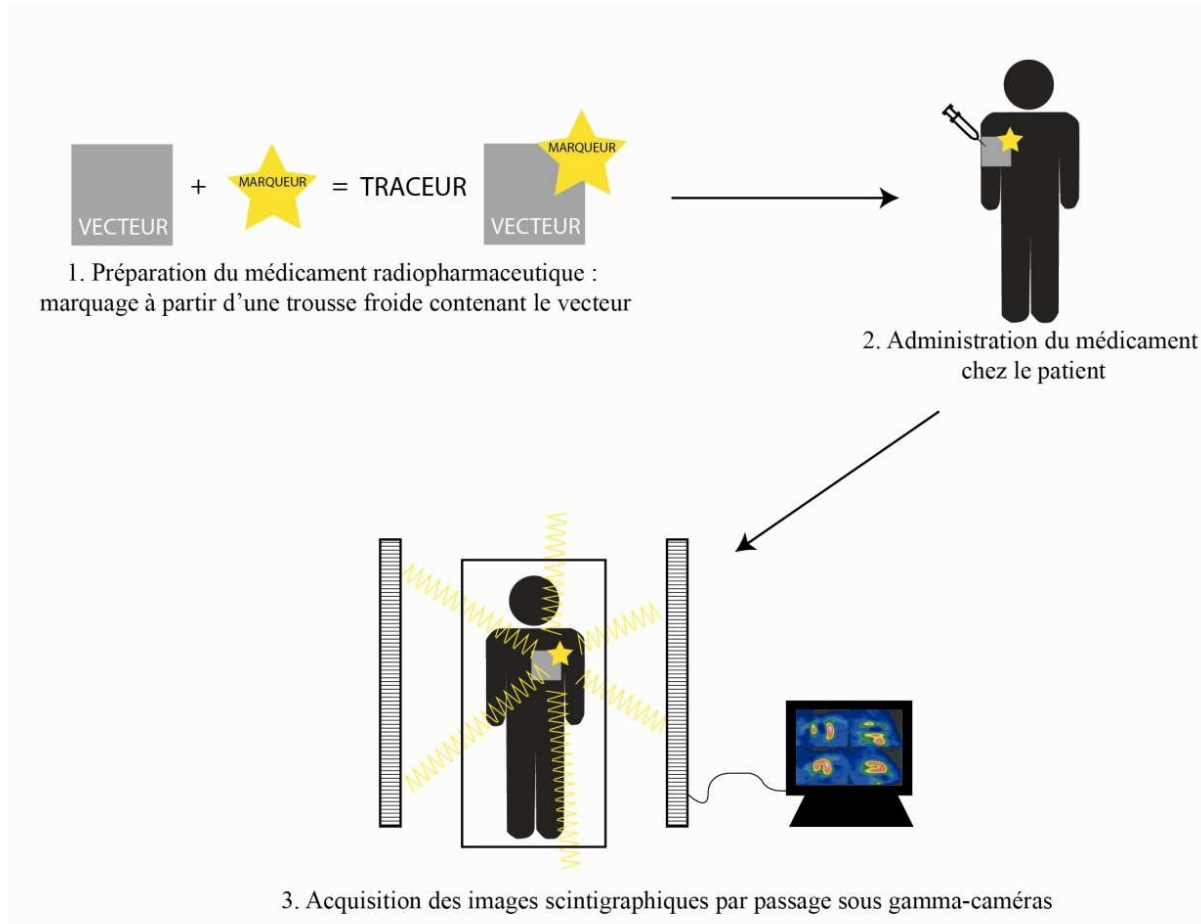 VECTEUR + MARQUEUR = TRACEUR VECTEUR MARQUEUR
1. Préparation du médicament radiopharmaceutique :
marquage à partir d'une trousse froide contenant le vecteur
2. Administration du médicament
chez le patient
3. Acquisition des images scintigraphiques par passage sous gamma-caméras